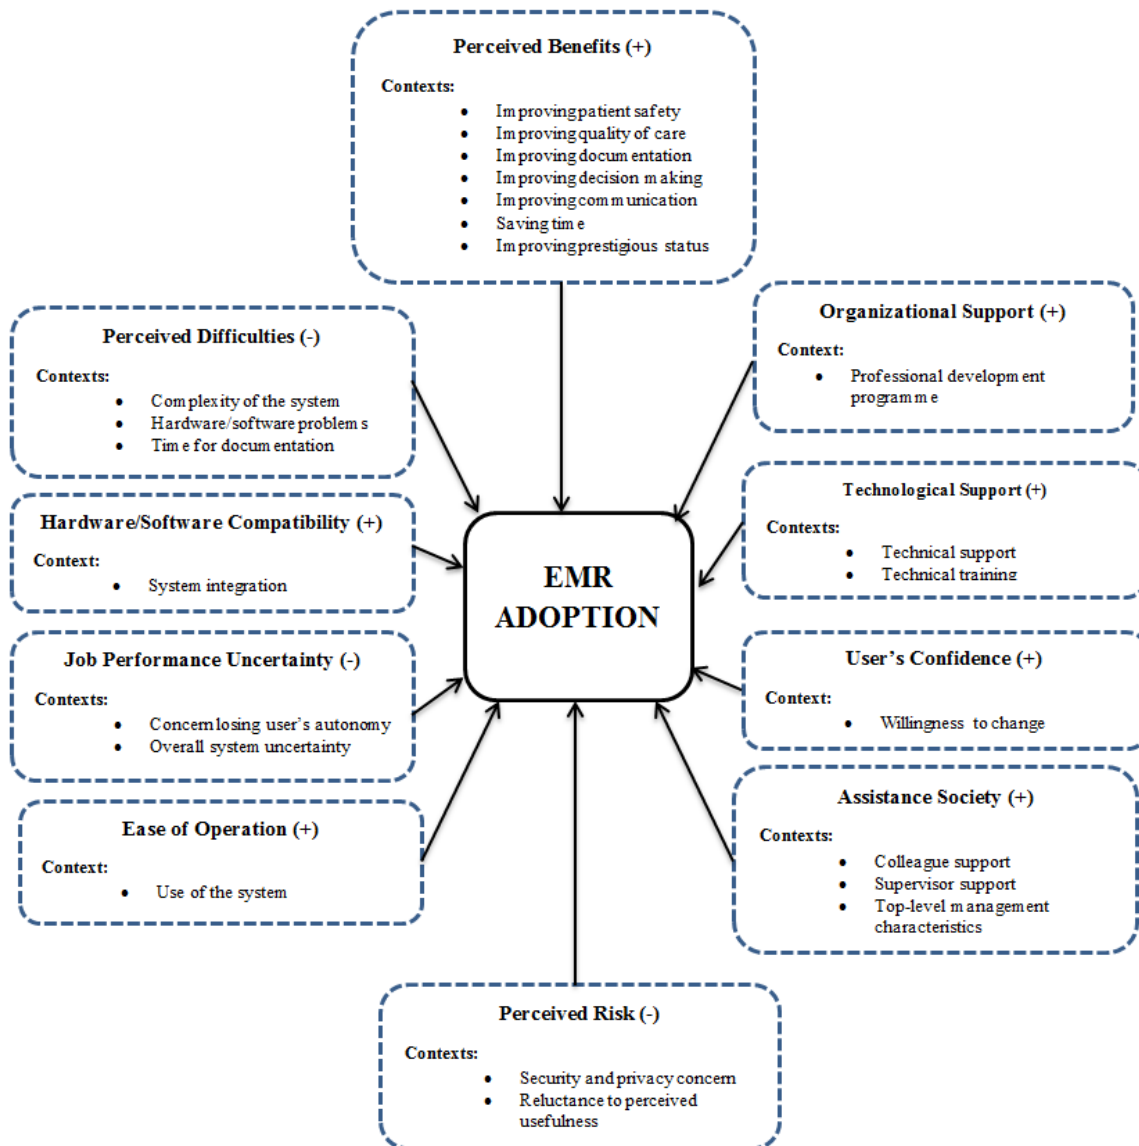 Perceived Benefits (+)
Contexts:
• Improving patient safety
• Improving quality of care
• Improving documentation
• Improving decision making
• Improving communication
• Saving time
• Improving prestigious status
Perceived Difficulties (-)
Contexts:
• Complexity of the system
• Hardware/software problems
• Time for documentation
Organizational Support (+)
Context:
• Professional development
programme
Hardware/Software Compatibility (+)
Context:
• System integration
Technological Support (+)
Contexts:
• Technical support
• Technical training
EMR
ADOPTION
Job Performance Uncertainty (-)
Contexts:
• Concern losing user's autonomy
• Overall system uncertainty
User's Confidence (+)
Context:
• Willingness to change
Ease of Operation (+)
Context:
• Use of the system
Assistance Society (+)
Contexts:
• Colleague support
• Supervisor support
• Top-level management
characteristics
Perceived Risk (-)
Contexts:
• Security and privacy concern
• Reluctance to perceived
usefulness